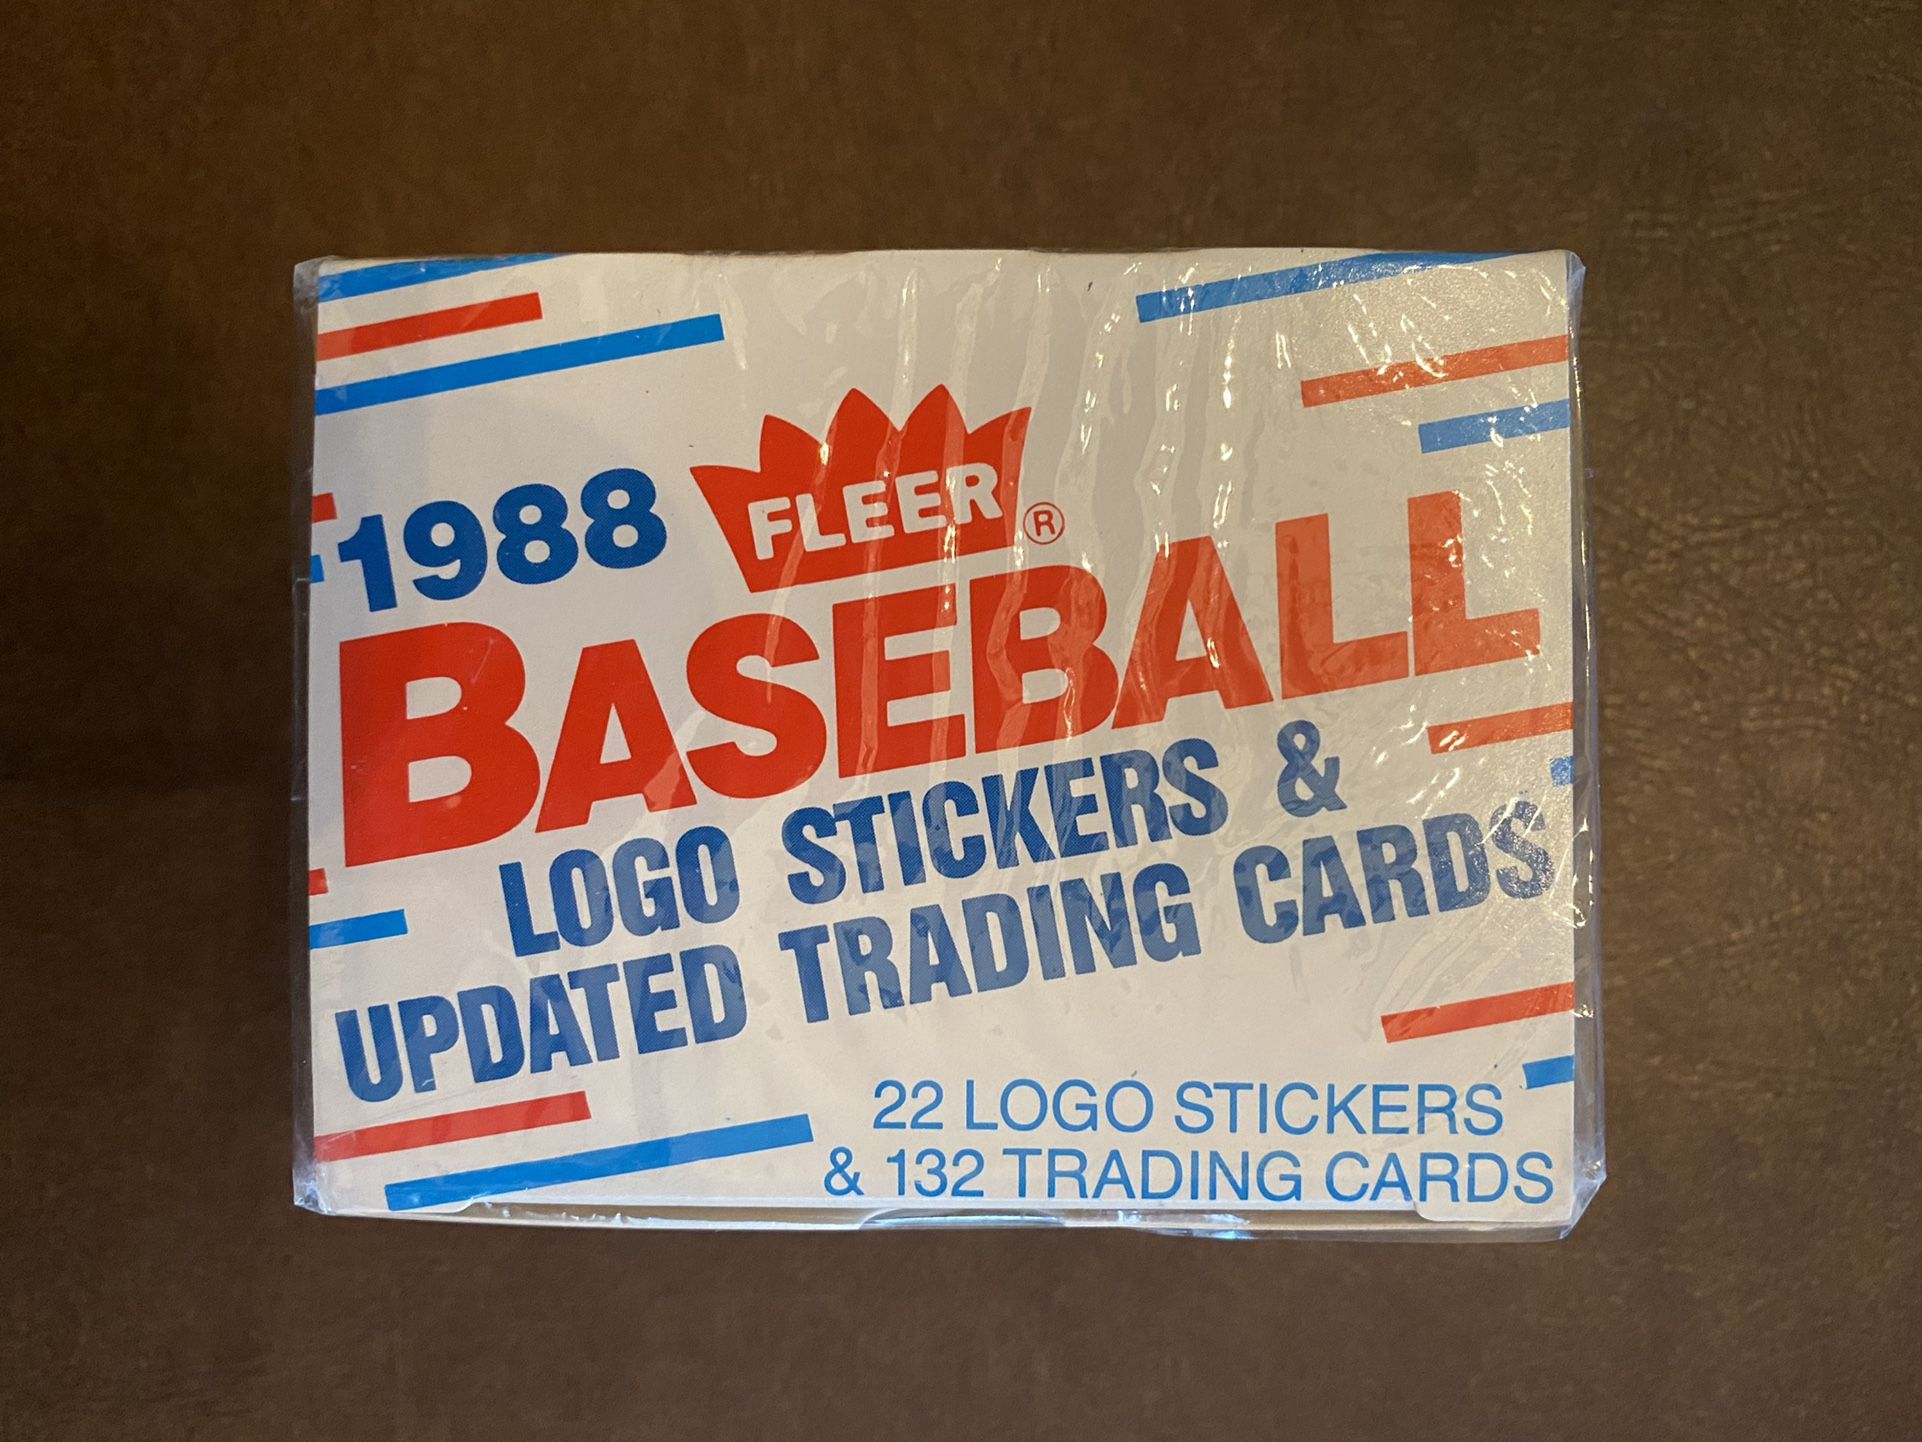 1988 FLEER ®
BASEBALL
LOGO STICKERS &
UPDATED TRADING CARDS
22 LOGO STICKERS
& 132 TRADING CARDS